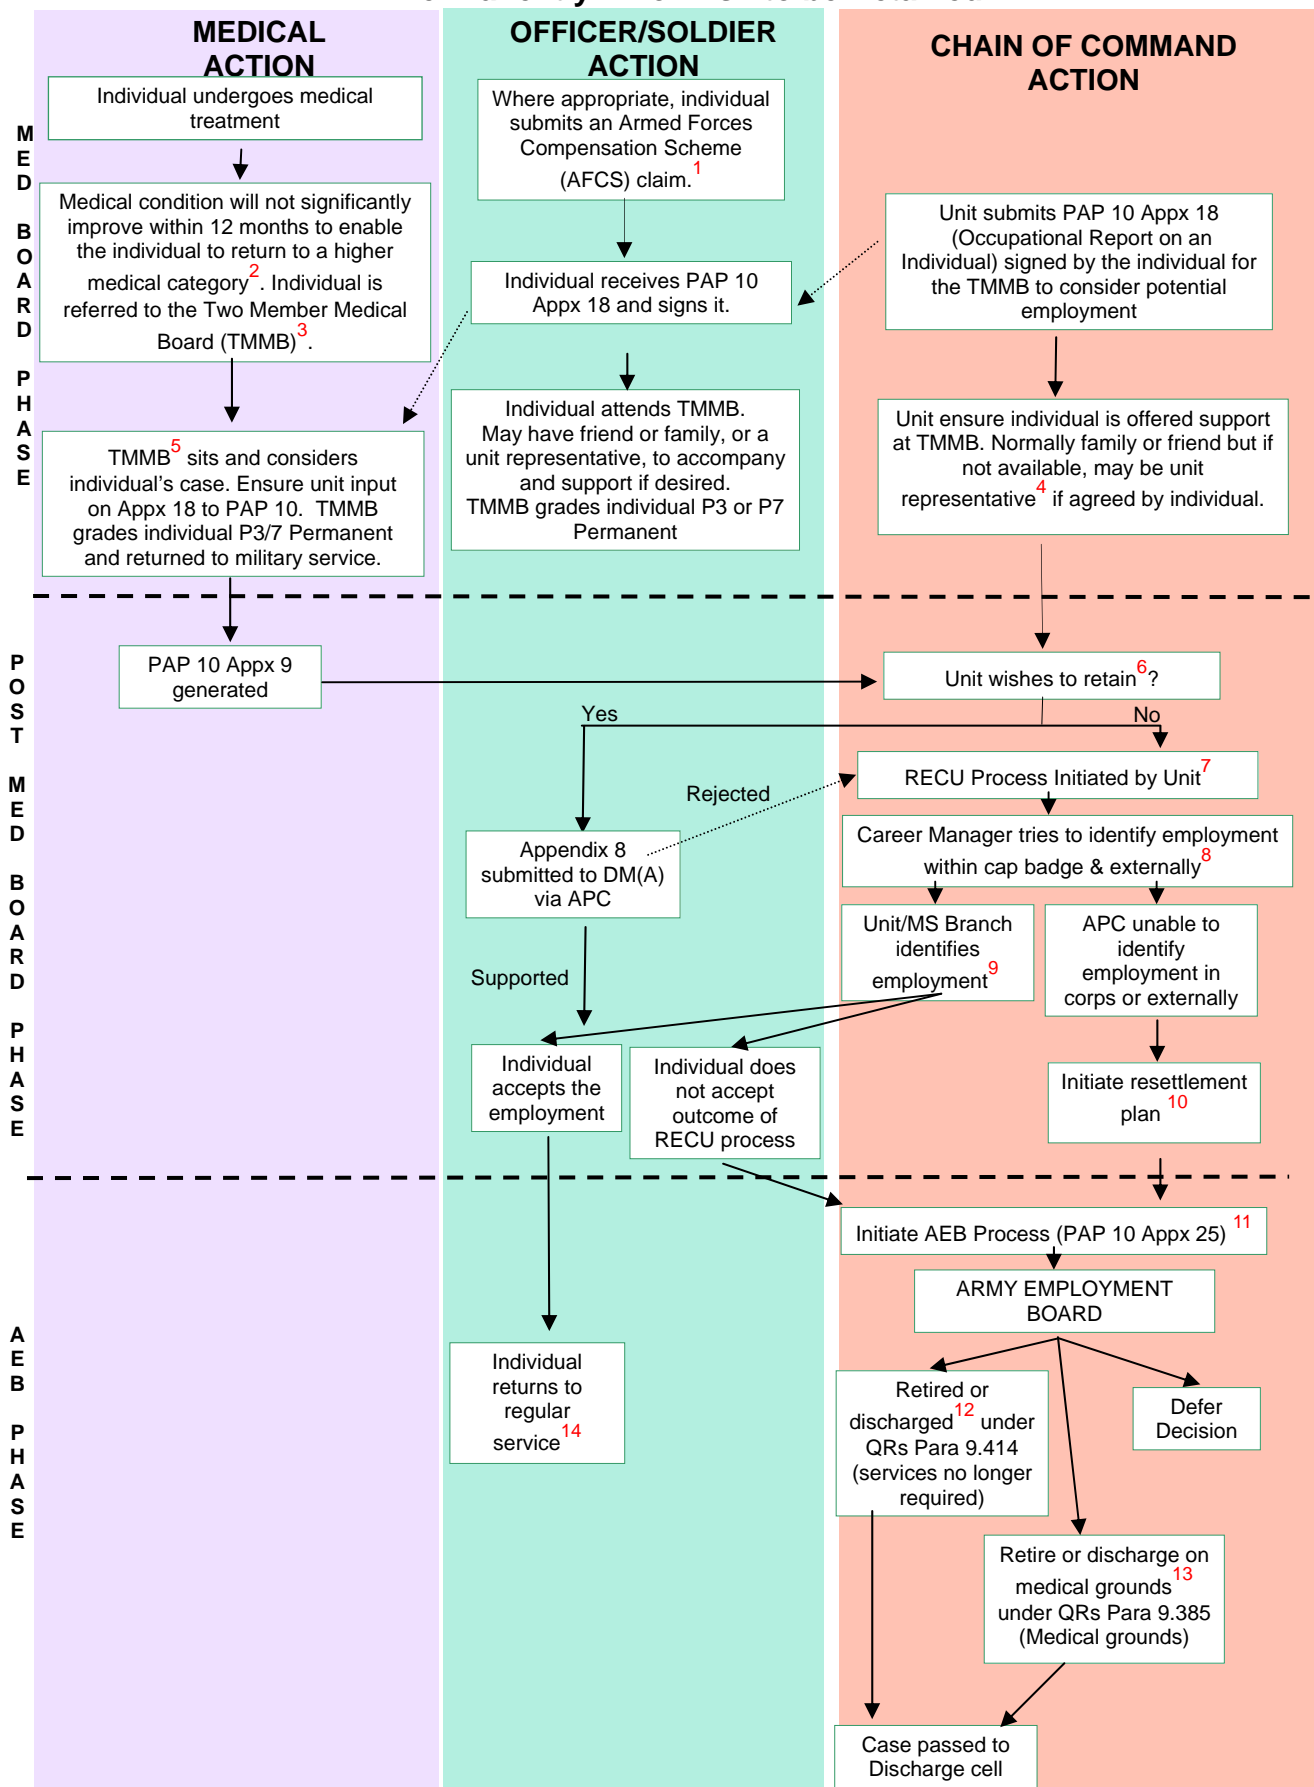 MEDICAL
ACTION
OFFICER/SOLDIER
ACTION
CHAIN OF COMMAND
ACTION
MED BOARD PHASE
Individual undergoes medical
treatment
Medical condition will not significantly
improve within 12 months to enable
the individual to return to a higher
medical category2. Individual is
referred to the Two Member Medical
Board (TMMB)3.
TMMB5 sits and considers
individual's case. Ensure unit input
on Appx 18 to PAP 10. TMMB
grades individual P3/7 Permanent
and returned to military service.
Where appropriate, individual
submits an Armed Forces
Compensation Scheme
(AFCS) claim.1
Individual receives PAP 10
Appx 18 and signs it.
Individual attends TMMB.
May have friend or family, or a
unit representative, to accompany
and support if desired.
TMMB grades individual P3 or P7
Permanent
Unit submits PAP 10 Appx 18
(Occupational Report on an
Individual) signed by the individual for
the TMMB to consider potential
employment
Unit ensure individual is offered support
at TMMB. Normally family or friend but if
not available, may be unit
representative4 if agreed by individual.
POST MED BOARD PHASE
PAP 10 Appx 9
generated
Unit wishes to retain6?
Yes
No
RECU Process Initiated by Unit7
Rejected
Career Manager tries to identify employment
within cap badge & externally8
Appendix 8
submitted to DM(A)
via APC
Unit/MS Branch
identifies
employment9
APC unable to
identify
employment in
corps or externally
Supported
Individual
accepts the
employment
Individual does
not accept
outcome of
RECU process
Initiate resettlement
plan 10
AEB PHASE
Initiate AEB Process (PAP 10 Appx 25) 11
ARMY EMPLOYMENT
BOARD
Individual
returns to
regular
service14
Retired or
discharged12 under
QRs Para 9.414
(services no longer
required)
Defer
Decision
Retire or discharge on
medical grounds13
under QRs Para 9.385
(Medical grounds)
Case passed to
Discharge cell